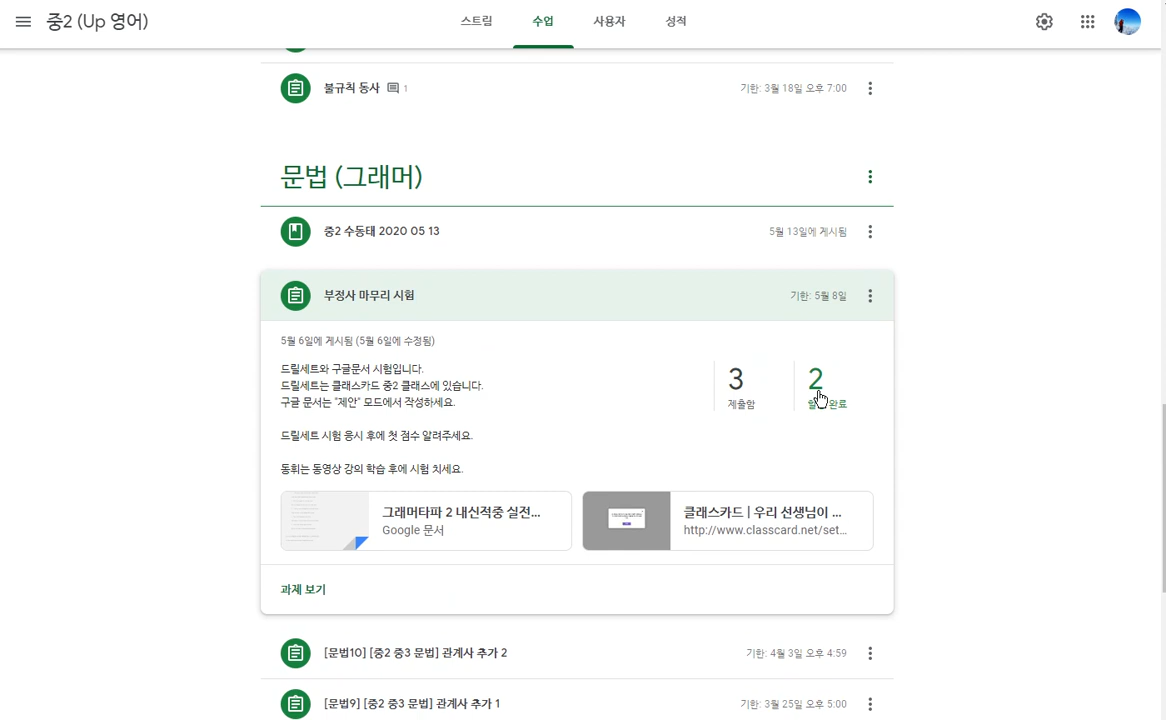 중2 (Up 영어)
스트림
수업
사용자
성적
불규칙 동사 1
기한: 3월 18일 오후 7:00
문법 (그래머)
중2 수동태 2020 05 13
5월 13일에 게시됨
부정사 마무리 시험
기한: 5월 8일
5월 6일에 게시됨 (5월 6일에 수정됨)
드릴세트와 구글문서 시험입니다.
드릴세트는 클래스카드 중2 클래스에 있습니다.
구글 문서는 "제안" 모드에서 작성하세요.
드릴세트 시험 응시 후에 첫 점수 알려주세요.
동휘는 동영상 강의 학습 후에 시험 치세요.
3
제출함
2
완료
그래머타파 2 내신적중 실전...
Google 문서
클래스카드 | 우리 선생님이 ...
http://www.classcard.net/set...
과제 보기
[문법10] [중2 중3 문법] 관계사 추가 2
기한: 4월 3일 오후 4:59
[문법9] [중2 중3 문법] 관계사 추가 1
기한: 3월 25일 오후 5:00